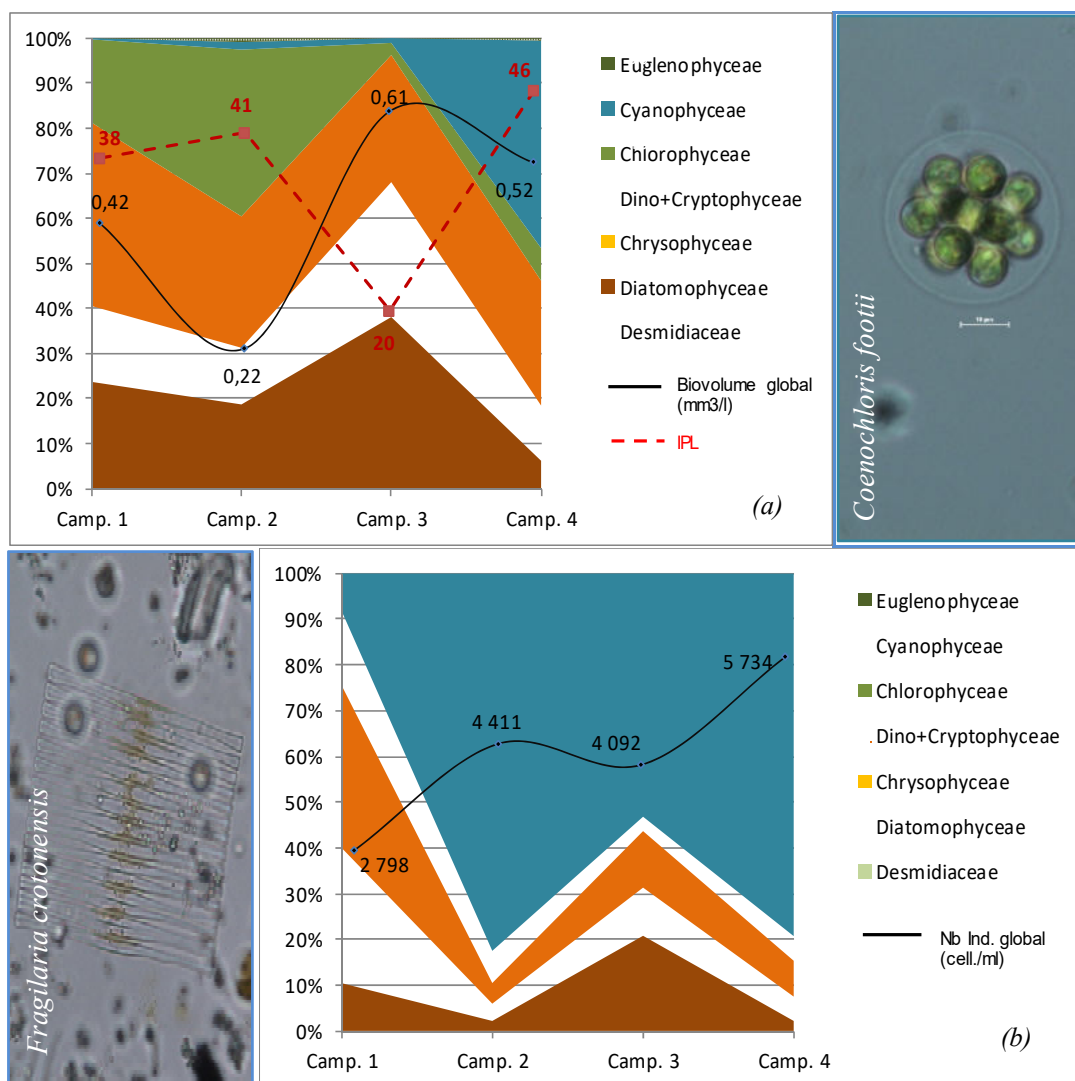 100%
90%
80%
70%
60%
50%
40%
30%
20%
10%
0%
38
41
20
46
0,42
0,22
0,61
0,52
Camp. 1
Camp. 2
Camp. 3
Camp. 4
Euglenophyceae
Cyanophyceae
Chlorophyceae
Dino+Cryptophyceae
Chrysophyceae
Diatomophyceae
Desmidiaceae
Biovolume global
(mm3/l)
IPL
(a)
Coenochloris footii
10 µm
Fragilaria crotonensis
100%
90%
80%
70%
60%
50%
40%
30%
20%
10%
0%
2 798
4 411
4 092
5 734
Camp. 1
Camp. 2
Camp. 3
Camp. 4
Euglenophyceae
Cyanophyceae
Chlorophyceae
Dino+Cryptophyceae
Chrysophyceae
Diatomophyceae
Desmidiaceae
Nb Ind. global
(cell./ml)
(b)